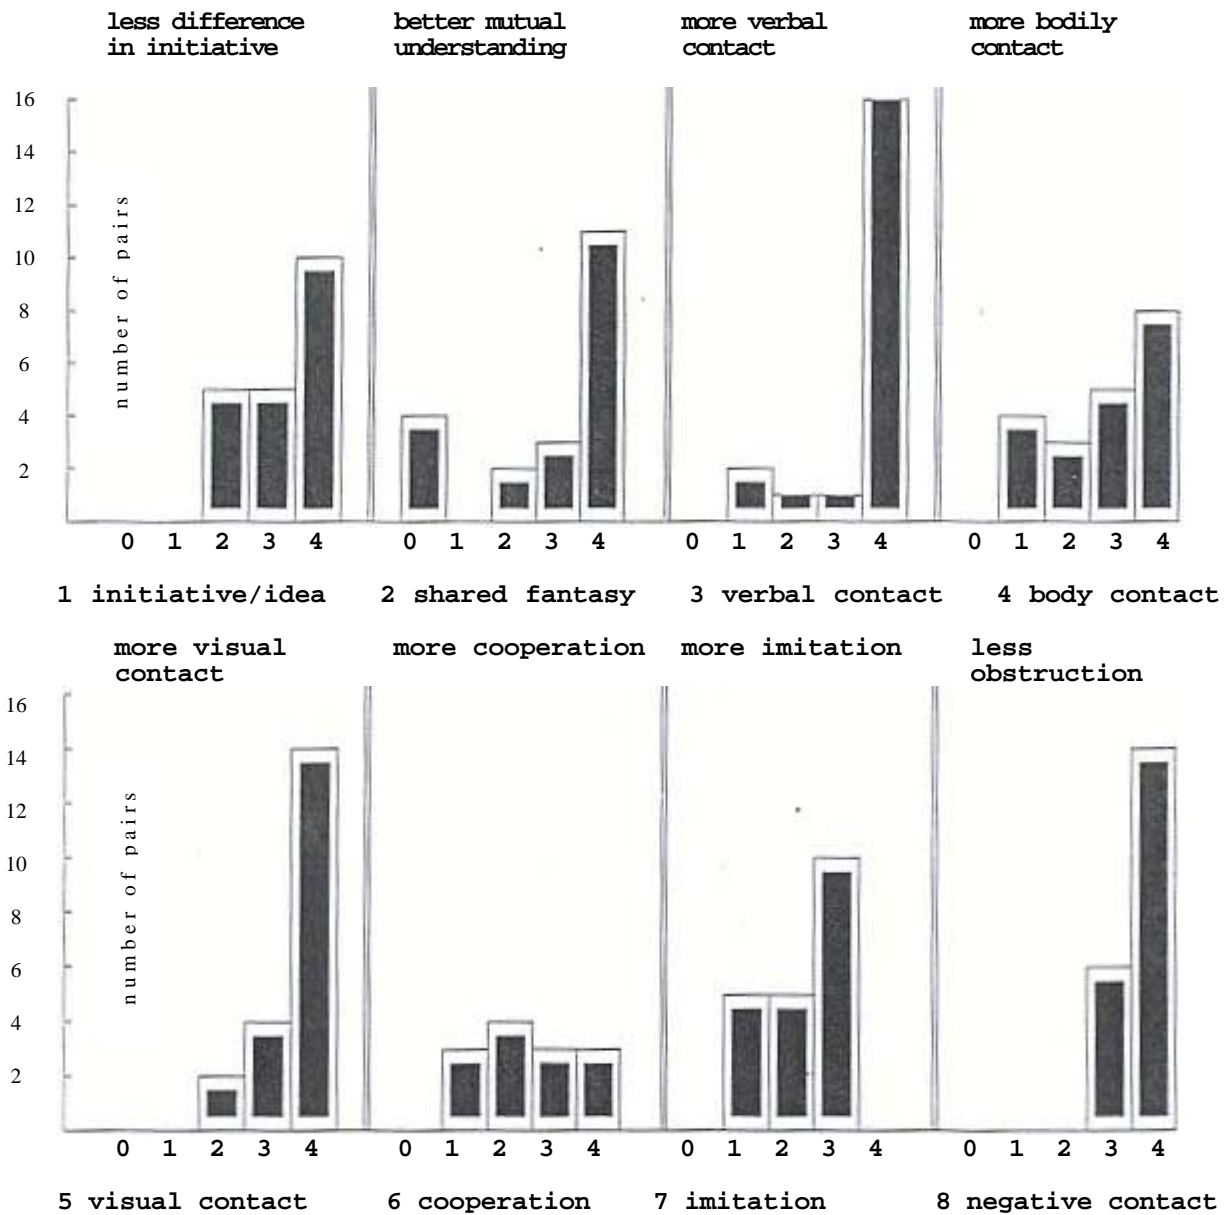 less difference
in initiative
better mutual
understanding
more verbal
contact
more bodily
contact
16
14
12
10
8
6
4
2
number of pairs
0 1 2 3 4
0 1 2 3 4
0 1 2 3 4
0 1 2 3 4
1 initiative/idea
2 shared fantasy
3 verbal contact
4 body contact
more visual
contact
more cooperation
more imitation
less
obstruction
16
14
12
10
8
6
4
2
number of pairs
0 1 2 3 4
0 1 2 3 4
0 1 2 3 4
0 1 2 3 4
5 visual contact
6 cooperation
7 imitation
8 negative contact